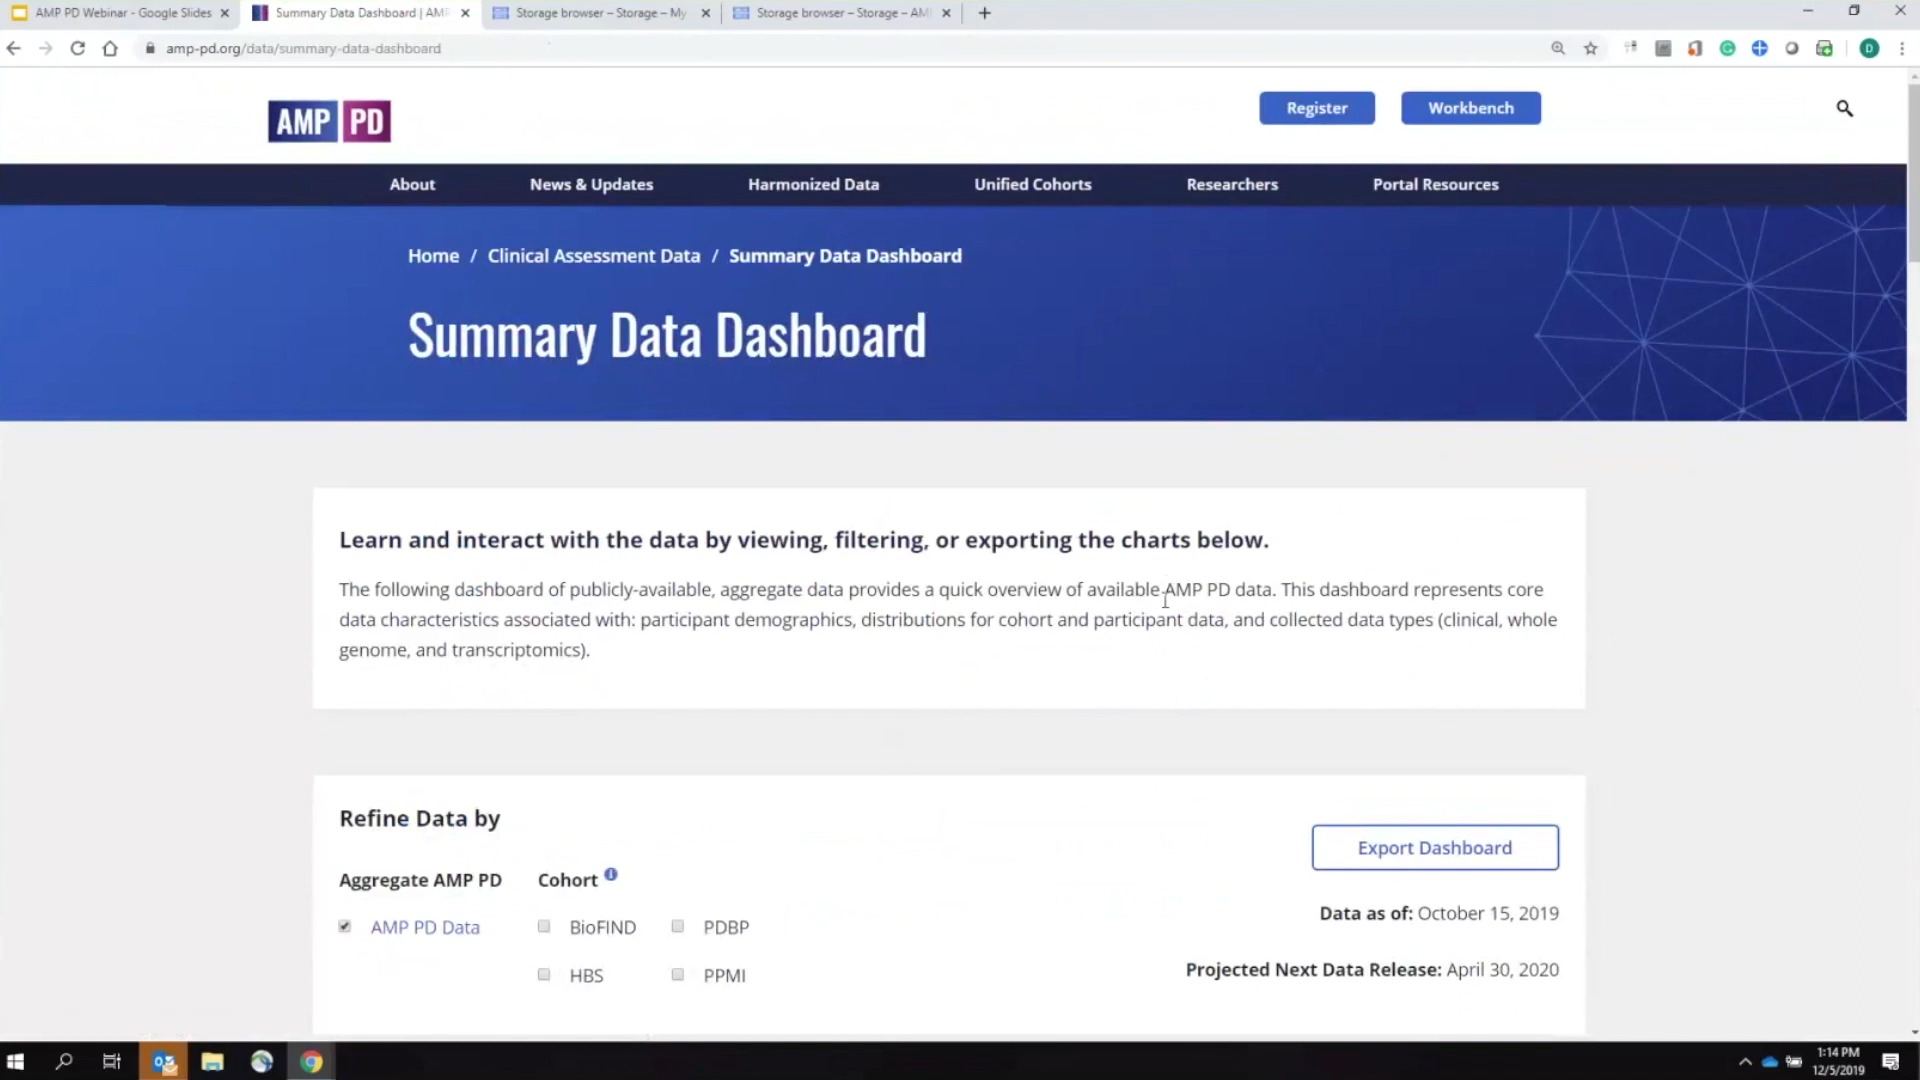 AMP PD Webinar - Google Slides
Summary Data Dashboard | AMP
Storage browser – Storage – My
Storage browser – Storage – AM
amp-pd.org/data/summary-data-dashboard
D
AMP PD
Register
Workbench
About
News & Updates
Harmonized Data
Unified Cohorts
Researchers
Portal Resources
Home / Clinical Assessment Data / Summary Data Dashboard
Summary Data Dashboard
Learn and interact with the data by viewing, filtering, or exporting the charts below.
The following dashboard of publicly-available, aggregate data provides a quick overview of available AMP PD data. This dashboard represents core
data characteristics associated with: participant demographics, distributions for cohort and participant data, and collected data types (clinical, whole
genome, and transcriptomics).
Refine Data by
Export Dashboard
Aggregate AMP PD
Cohort
AMP PD Data
BioFIND
PDBP
HBS
PPMI
Data as of: October 15, 2019
Projected Next Data Release: April 30, 2020
1:14 PM
12/5/2019